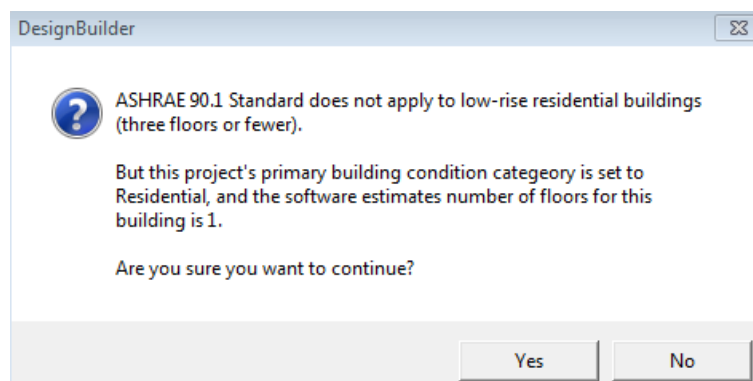 DesignBuilder
ASHRAE 90.1 Standard does not apply to low-rise residential buildings
(three floors or fewer).
But this project's primary building condition categeory is set to
Residential, and the software estimates number of floors for this
building is 1.
Are you sure you want to continue?
Yes
No